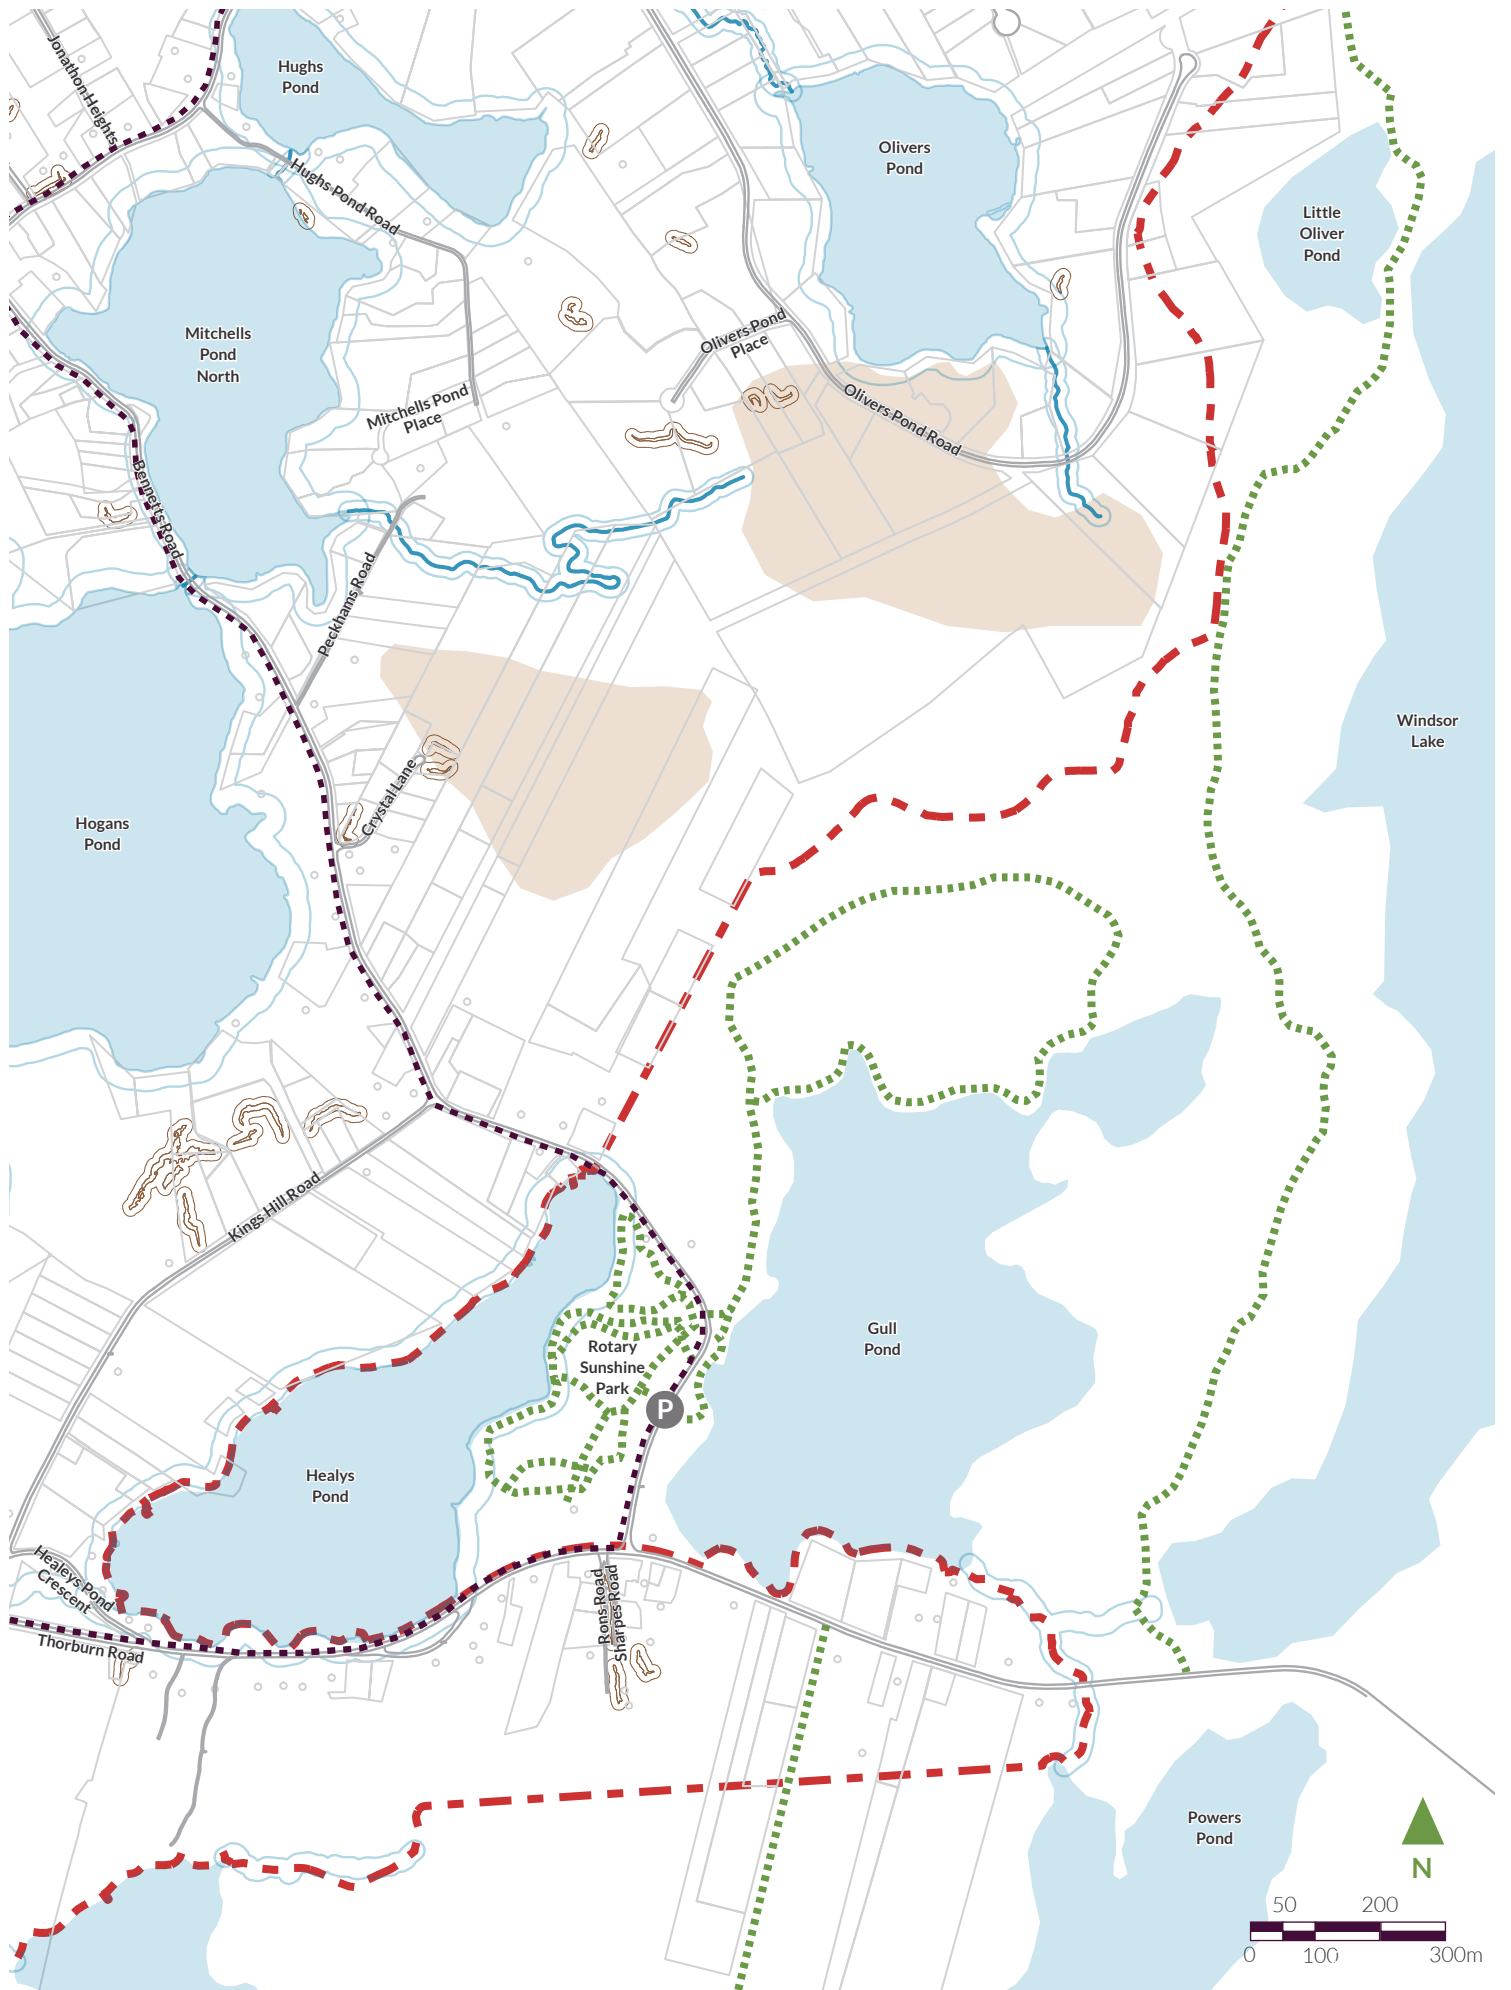 Jonathon Heights
Hughs
Pond
Hughs Pond Road
Olivers
Pond
Little
Oliver
Pond
Mitchells
Pond
North
Olivers Pond
Place
Mitchells Pond
Place
Olivers Pond Road
Bennetts Road
Peckhams Road
Windsor
Lake
Crystal Lane
Hogans
Pond
Kings Hill Road
Gull
Pond
Rotary
Sunshine
Park
P
Healys
Pond
Healeys Pond
Crescent
Thorburn Road
Rons Road
Sharpes Road
Powers
Pond
N
50 200
0 100 300m